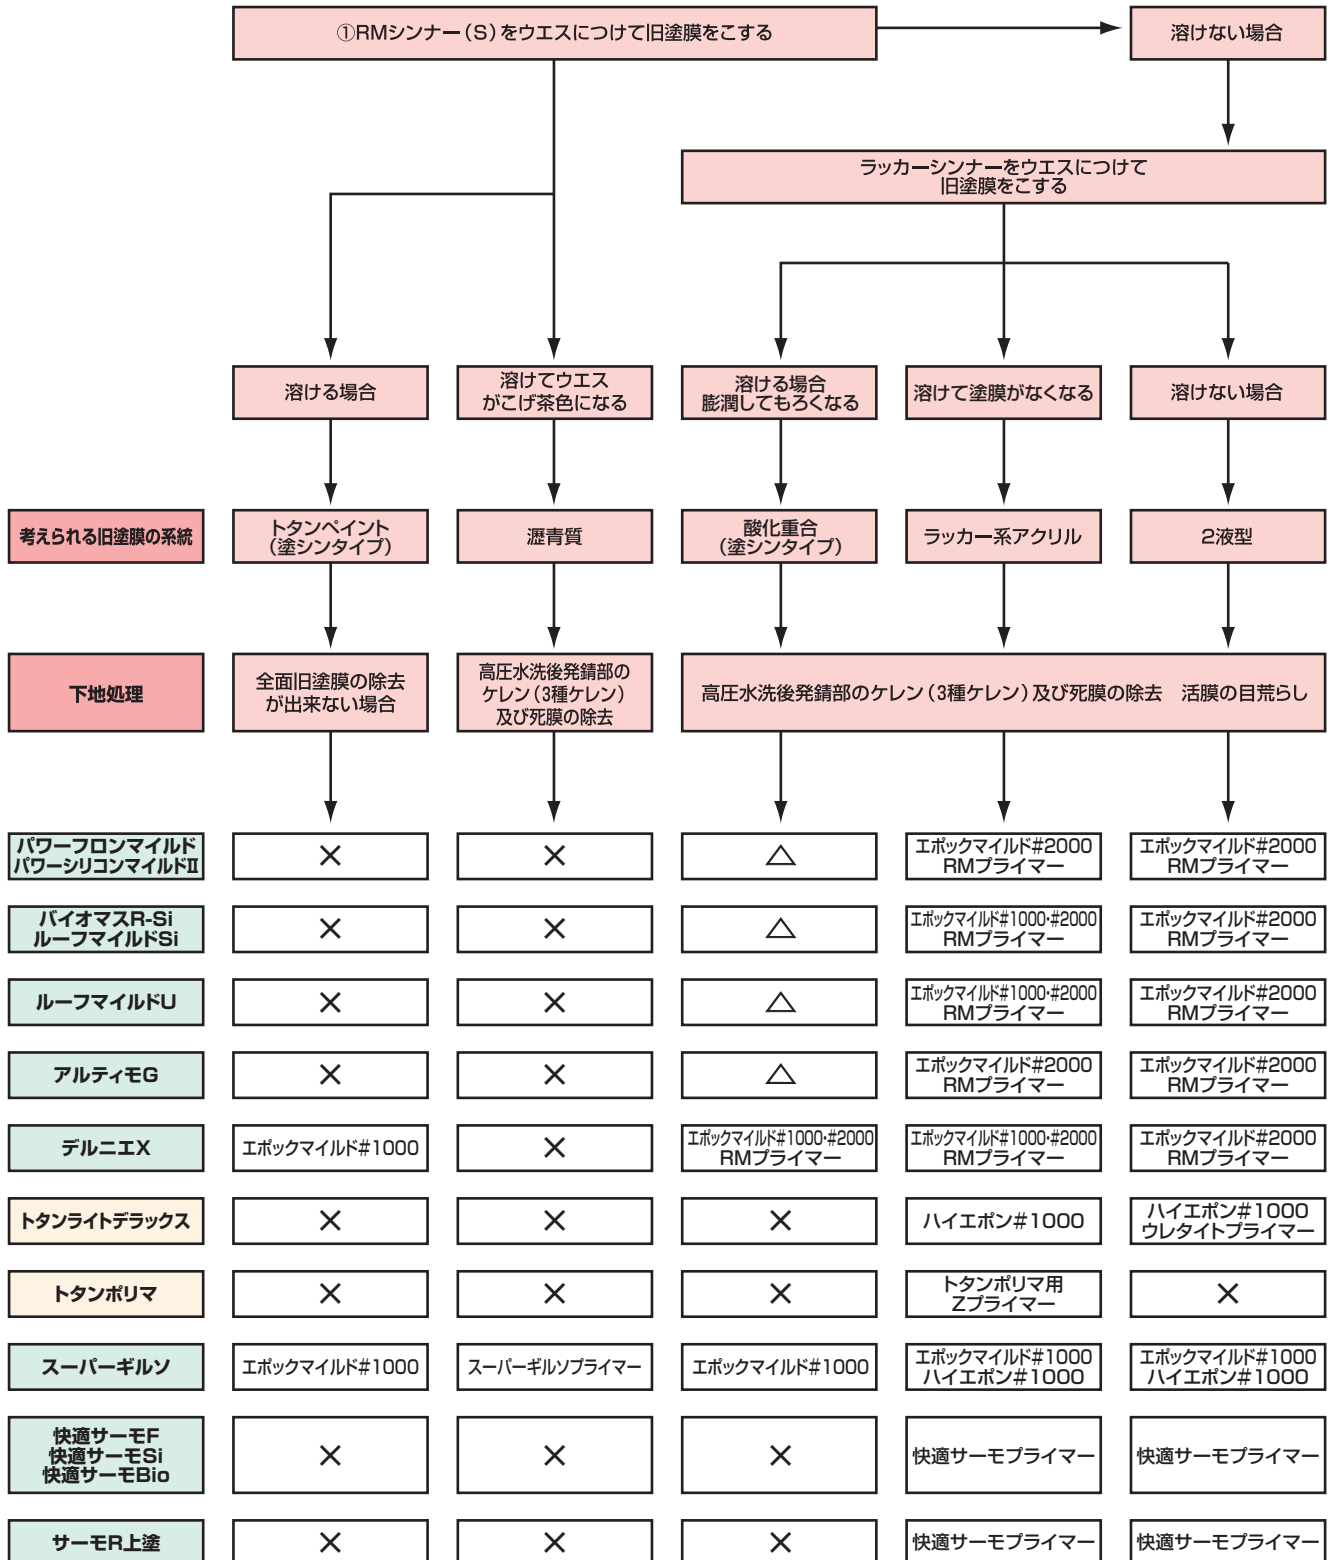 ①RMシンナー(S)をウエスにつけて旧塗膜をこする
溶けない場合
ラッカーシンナーをウエスにつけて
旧塗膜をこする
溶ける場合
溶けてウエス
がこげ茶色になる
溶ける場合
膨潤してもろくなる
溶けて塗膜がなくなる
溶けない場合
考えられる旧塗膜の系統
トタンペイント
(塗シンタイプ)
瀝青質
酸化重合
(塗シンタイプ)
ラッカー系アクリル
2液型
下地処理
全面旧塗膜の除去
が出来ない場合
高圧水洗後発錆部の
ケレン(3種ケレン)
及び死膜の除去
高圧水洗後発錆部のケレン(3種ケレン)及び死膜の除去 活膜の目荒らし
パワーフロンマイルド
パワーシリコンマイルドⅡ
×
×
△
エポックマイルド#2000
RMプライマー
エポックマイルド#2000
RMプライマー
バイオマスR-Si
ルーフマイルドSi
×
×
△
エポックマイルド#1000・#2000
RMプライマー
エポックマイルド#2000
RMプライマー
ルーフマイルドU
×
×
△
エポックマイルド#1000・#2000
RMプライマー
エポックマイルド#2000
RMプライマー
アルティモG
×
×
△
エポックマイルド#2000
RMプライマー
エポックマイルド#2000
RMプライマー
デルニエX
エポックマイルド#1000
×
エポックマイルド#1000・#2000
RMプライマー
エポックマイルド#1000・#2000
RMプライマー
エポックマイルド#2000
RMプライマー
トタンライトデラックス
×
×
×
ハイエポン#1000
ハイエポン#1000
ウレタイトプライマー
トタンポリマ
×
×
×
トタンポリマ用
Zプライマー
×
スーパーギルソ
エポックマイルド#1000
スーパーギルソプライマー
エポックマイルド#1000
エポックマイルド#1000
ハイエポン#1000
エポックマイルド#1000
ハイエポン#1000
快適サーモF
快適サーモSi
快適サーモBio
×
×
×
快適サーモプライマー
快適サーモプライマー
サーモR上塗
×
×
×
快適サーモプライマー
快適サーモプライマー